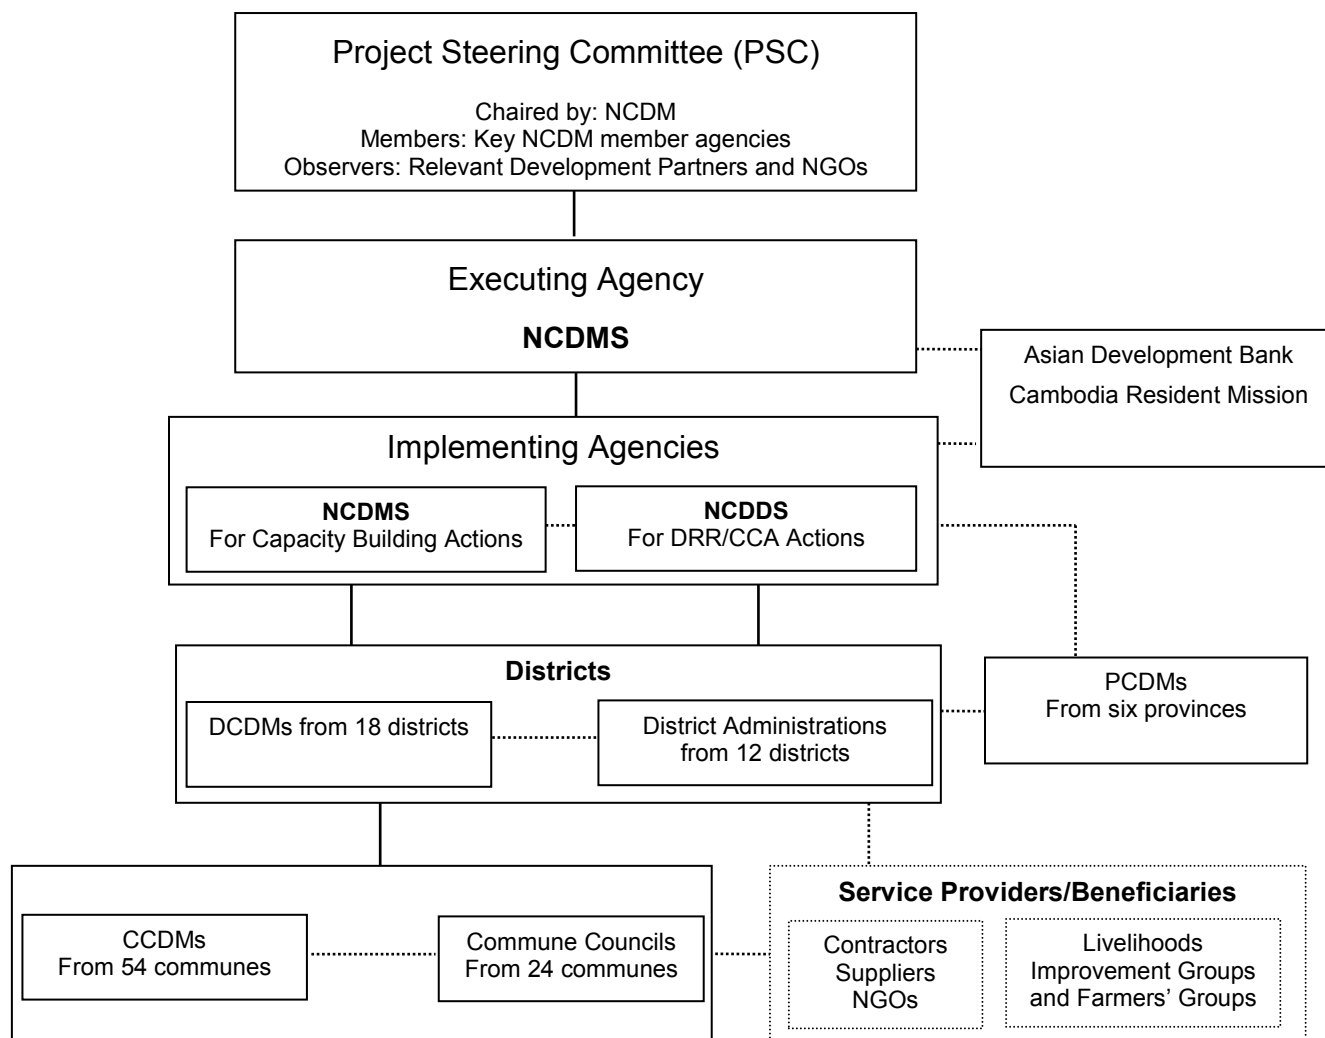 Project Steering Committee (PSC)
Chaired by: NCDM
Members: Key NCDM member agencies
Observers: Relevant Development Partners and NGOs
Executing Agency
NCDMS
Asian Development Bank
Cambodia Resident Mission
Implementing Agencies
NCDMS
For Capacity Building Actions
NCDDS
For DRR/CCA Actions
Districts
DCDMs from 18 districts
District Administrations
from 12 districts
PCDMs
From six provinces
CCDMs
From 54 communes
Commune Councils
From 24 communes
Service Providers/Beneficiaries
Contractors
Suppliers
NGOs
Livelihoods
Improvement Groups
and Farmers’ Groups